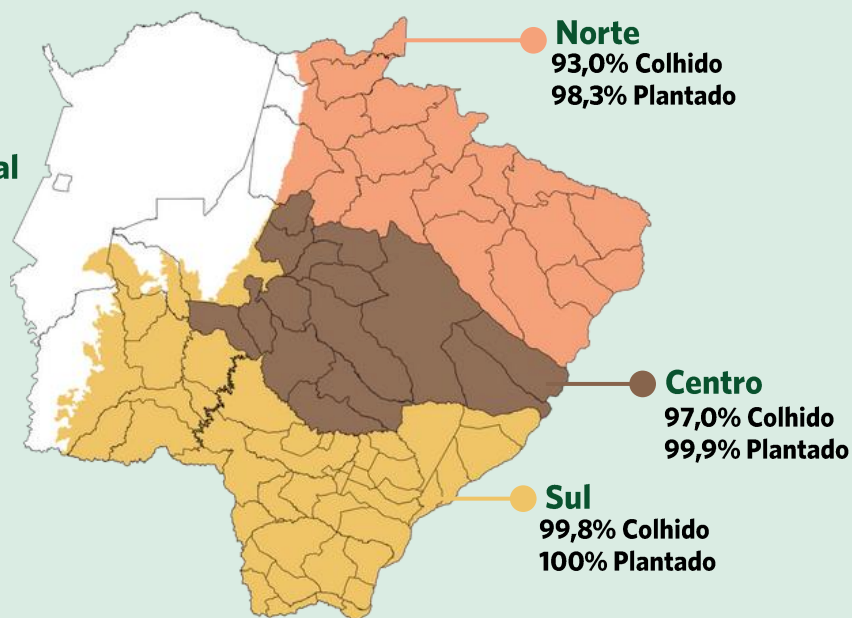 Norte
93,0% Colhido
98,3% Plantado
al
Centro
97,0% Colhido
99,9% Plantado
Sul
99,8% Colhido
100% Plantado